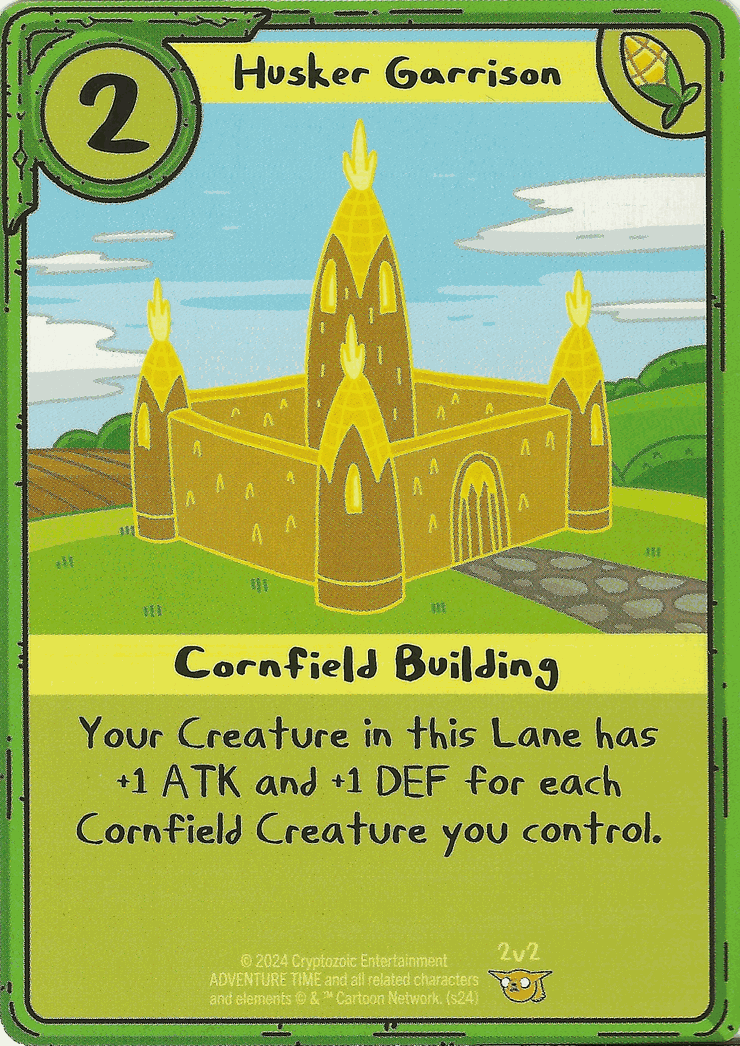 2
Husker Garrison
Cornfield Building
Your Creature in this Lane has
+1 ATK and +1 DEF for each
Cornfield Creature you control.
© 2024 Cryptozoic Entertainment
ADVENTURE TIME and all related characters
and elements © & ™ Cartoon Network. (s24)
2v2